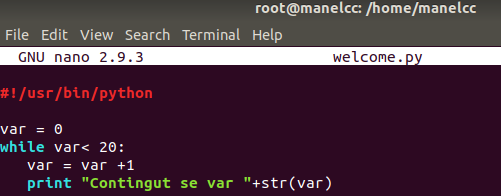 root@manelcc: /home/manelcc
File Edit View Search Terminal Help
GNU nano 2.9.3 welcome.py
#!/usr/bin/python
var = 0
while var< 20:
   var = var +1
   print "Contingut se var "+str(var)